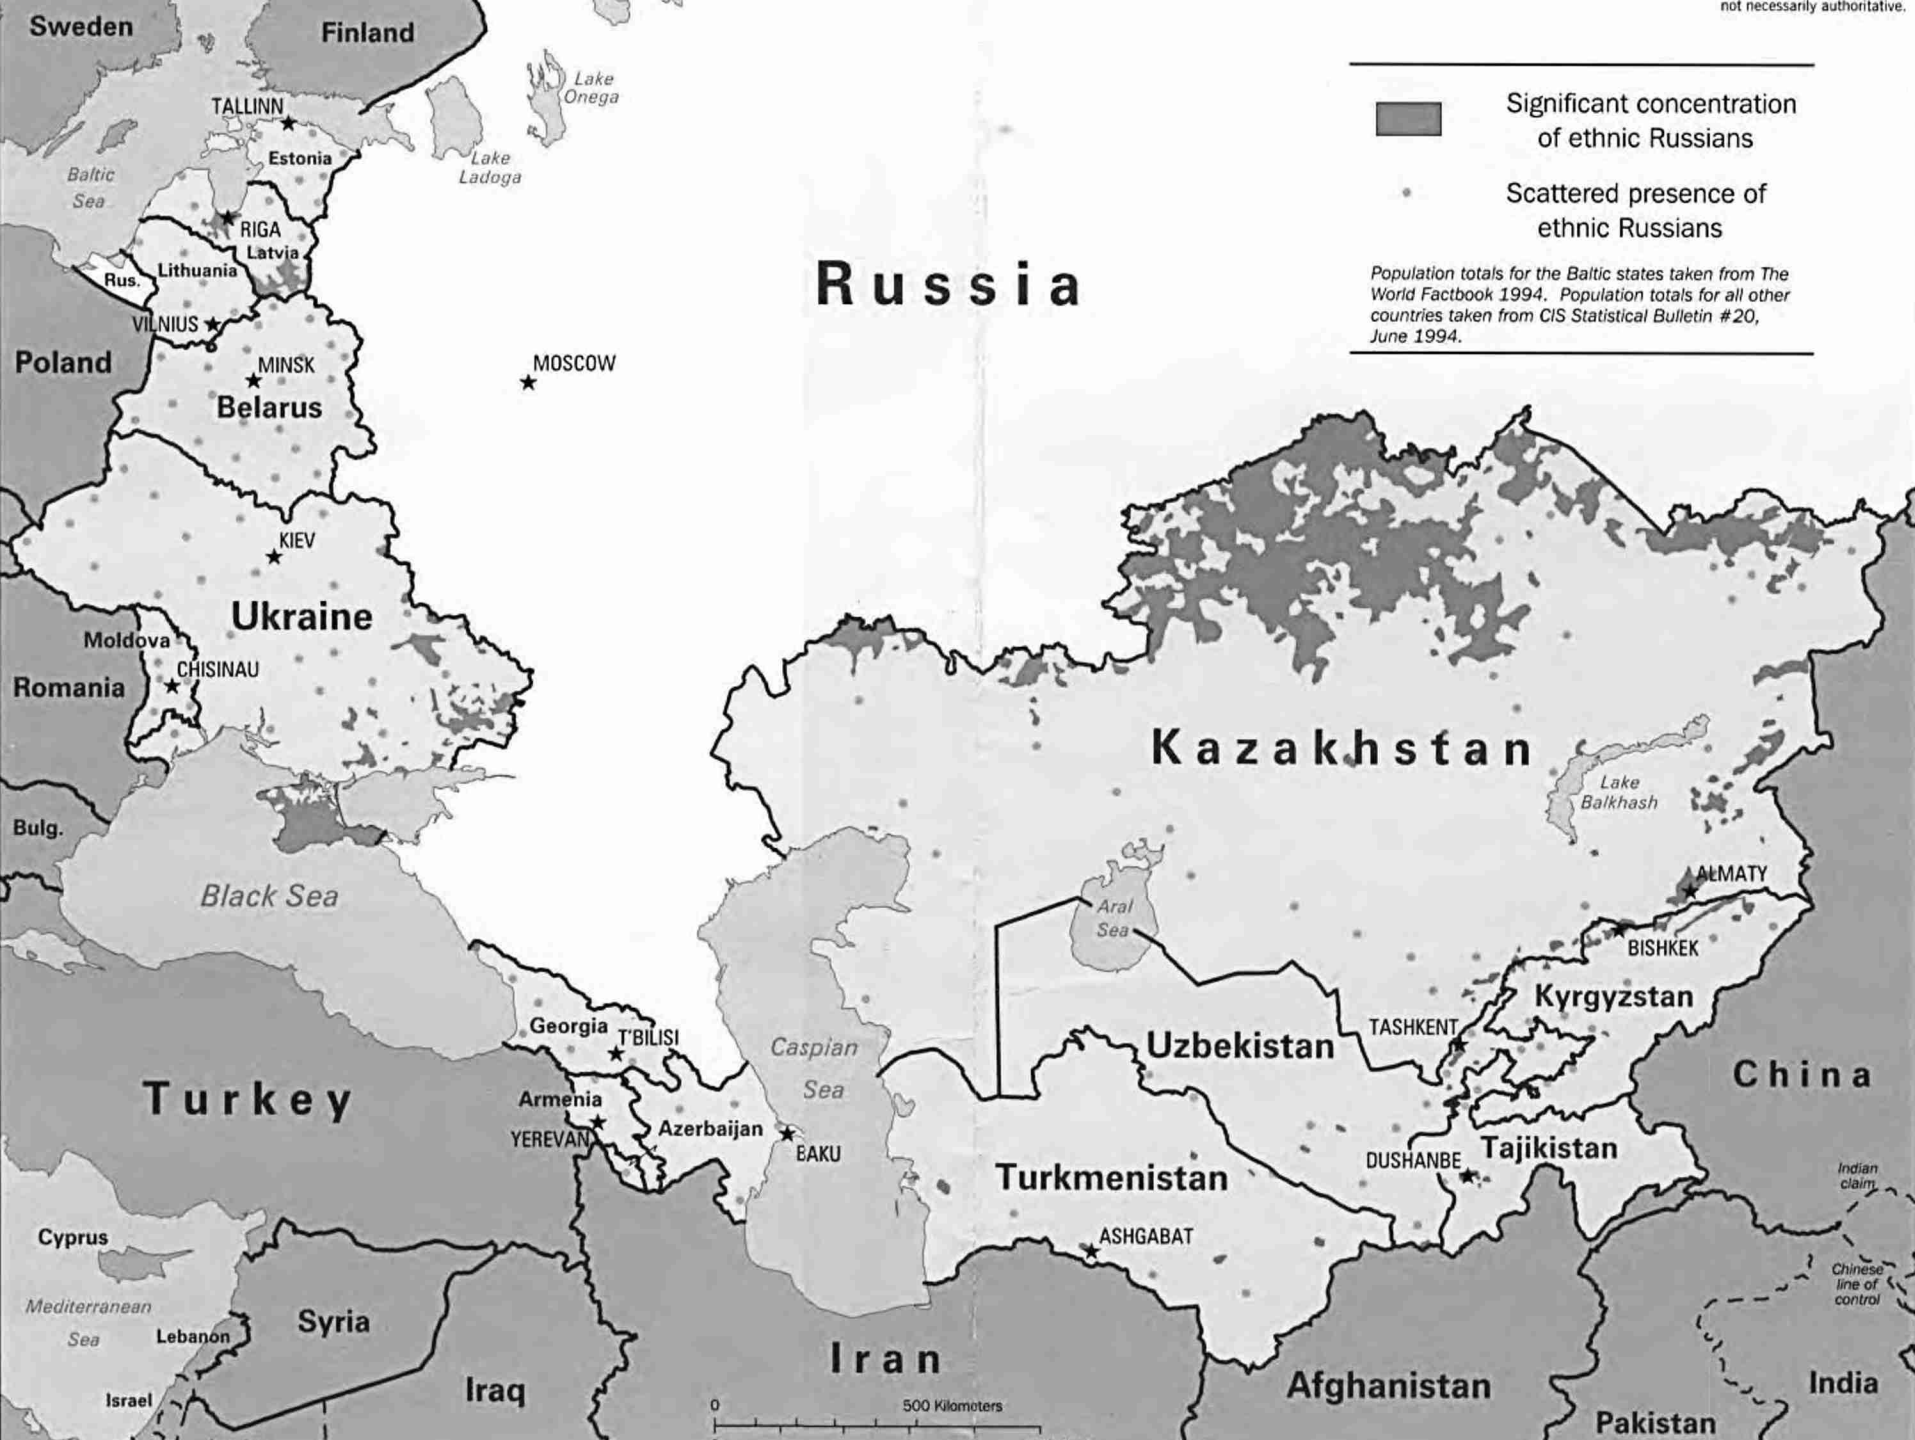 not necessarily authoritative.
Sweden
Finland
Lake
Onega
TALLINN
Estonia
Lake
Ladoga
Baltic
Sea
RIGA
Latvia
Lithuania
Rus.
VILNIUS
Poland
MINSK
Belarus
MOSCOW
Russia
Significant concentration
of ethnic Russians
Scattered presence of
ethnic Russians
Population totals for the Baltic states taken from The
World Factbook 1994. Population totals for all other
countries taken from CIS Statistical Bulletin #20,
June 1994.
KIEV
Ukraine
Moldova
CHISINAU
Romania
Bulg.
Black Sea
Kazakhstan
Lake
Balkhash
ALMATY
Aral
Sea
BISHKEK
Kyrgyzstan
TASHKENT
Uzbekistan
Georgia
T'BILISI
Caspian
Sea
Turkey
Armenia
YEREVAN
Azerbaijan
BAKU
China
Turkmenistan
DUSHANBE
Tajikistan
ASHGABAT
Indian
claim
Chinese
line of
control
Cyprus
Mediterranean
Sea
Lebanon
Syria
Israel
Iraq
Iran
0
500 Kilometers
Afghanistan
Pakistan
India